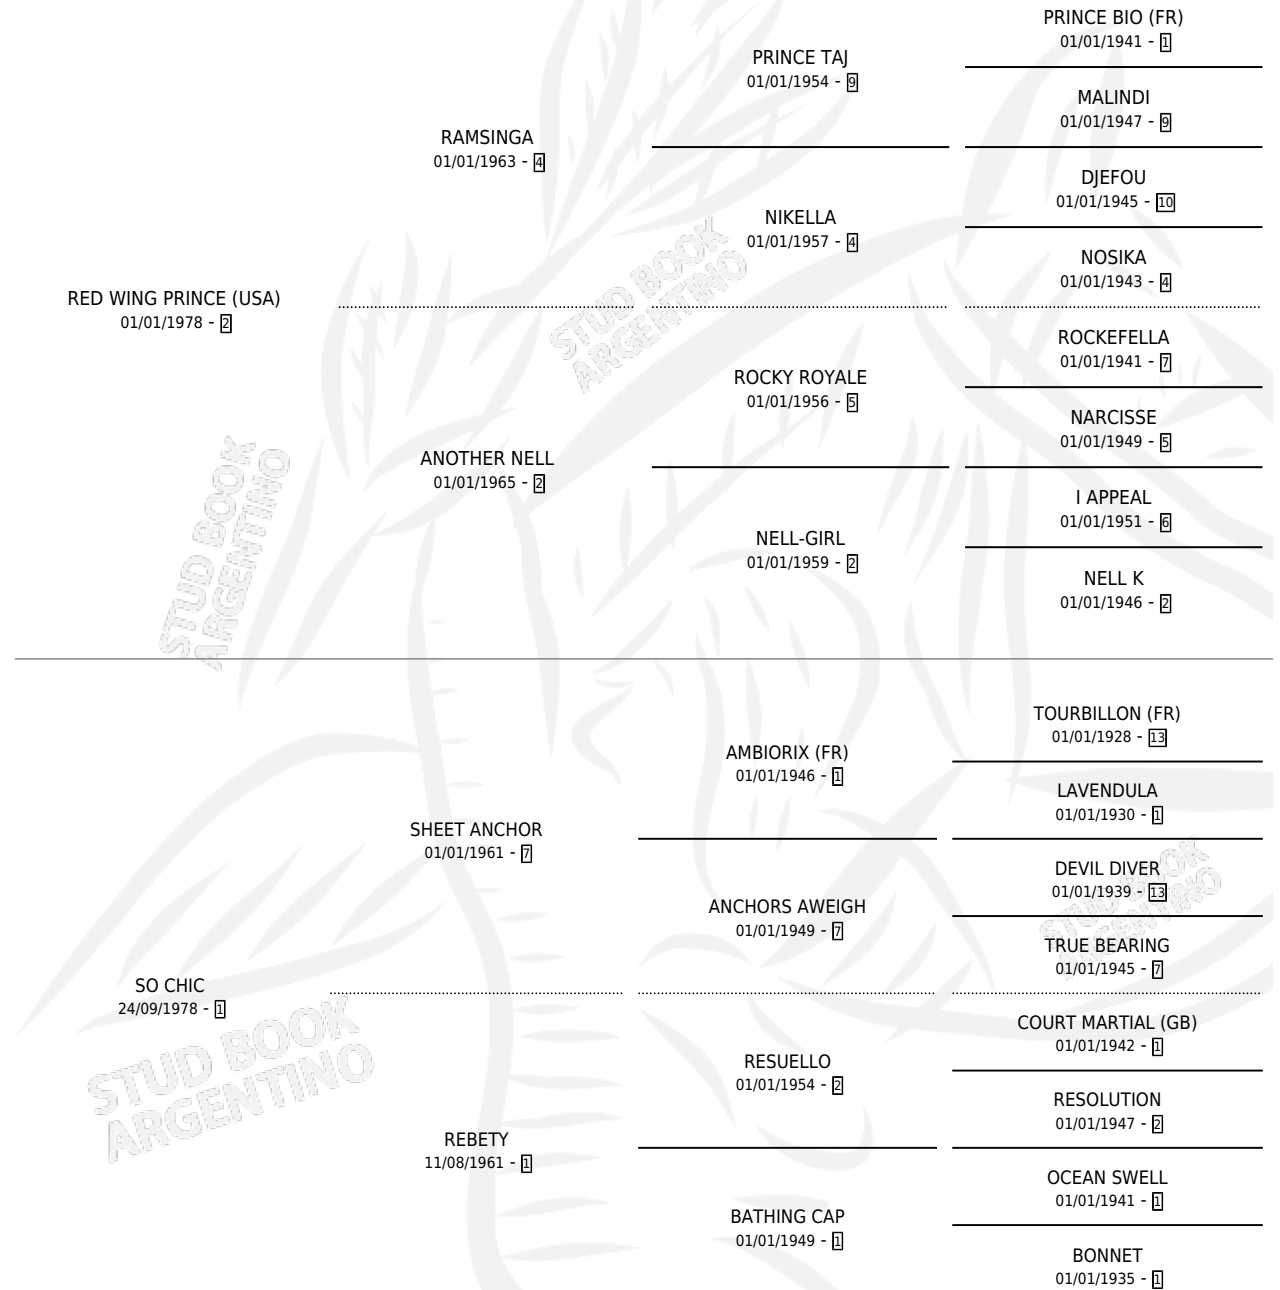 PRINCE BIO (FR)
01/01/1941 - 1
PRINCE TAJ
01/01/1954 - 9
MALINDI
01/01/1947 - 9
RAMSINGA
01/01/1963 - 4
DJEFOU
01/01/1945 - 10
NIKELLA
01/01/1957 - 4
NOSIKA
01/01/1943 - 4
RED WING PRINCE (USA)
01/01/1978 - 2
ROCKEFELLA
01/01/1941 - 7
ROCKY ROYALE
01/01/1956 - 5
NARCISSE
01/01/1949 - 5
ANOTHER NELL
01/01/1965 - 2
I APPEAL
01/01/1951 - 6
NELL-GIRL
01/01/1959 - 2
NELL K
01/01/1946 - 2
TOURBILLON (FR)
01/01/1928 - 13
AMBIORIX (FR)
01/01/1946 - 1
LAVENDULA
01/01/1930 - 1
SHEET ANCHOR
01/01/1961 - 7
DEVIL DIVER
01/01/1939 - 13
ANCHORS AWEIGH
01/01/1949 - 7
TRUE BEARING
01/01/1945 - 7
SO CHIC
24/09/1978 - 1
COURT MARTIAL (GB)
01/01/1942 - 1
RESUELLO
01/01/1954 - 2
RESOLUTION
01/01/1947 - 2
REBETY
11/08/1961 - 1
OCEAN SWELL
01/01/1941 - 1
BATHING CAP
01/01/1949 - 1
BONNET
01/01/1935 - 1
STUD BOOK
ARGENTINO
STUD BOOK
ARGENTINO
STUD BOOK
ARGENTINO
STUD BOOK
ARGENTINO